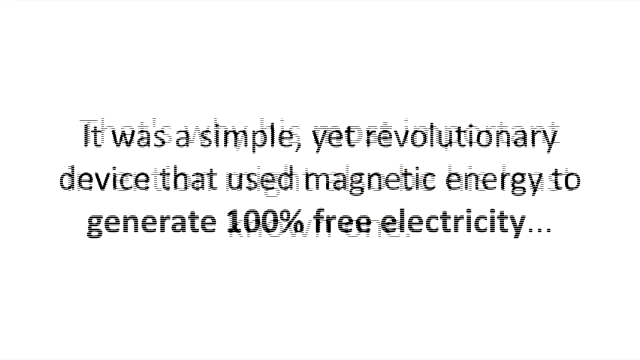 It was a simple, yet revolutionary
device that used magnetic energy to
generate 100% free electricity...